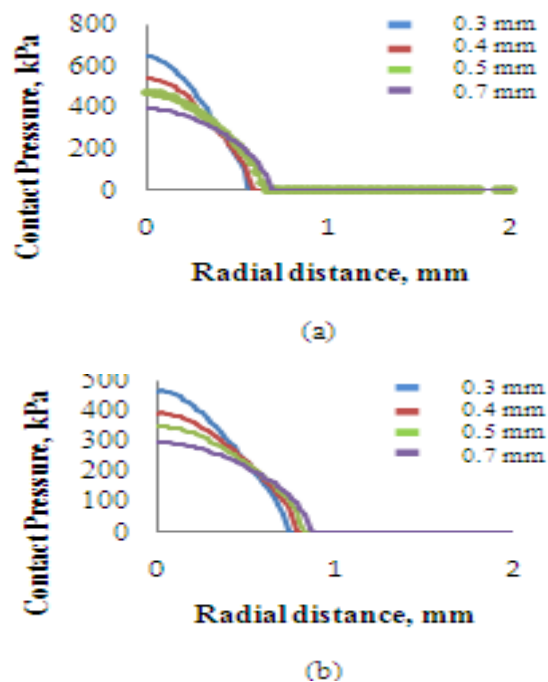 Contact Pressure, kPa
800
600
400
200
0
0.3 mm
0.4 mm
0.5 mm
0.7 mm
0
1
2
Radial distance, mm
(a)
Contact Pressure, kPa
500
400
300
200
100
0
0.3 mm
0.4 mm
0.5 mm
0.7 mm
0
1
2
Radial distance, mm
(b)